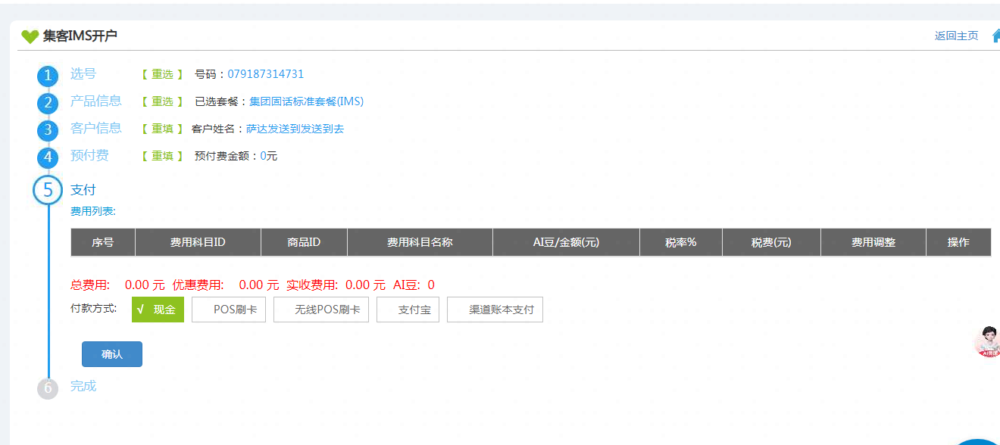 集客IMS开户 返回主页
1 选号 【 重选 】 号码：079187314731
2 产品信息 【 重选 】 已选套餐：集团固话标准套餐(IMS)
3 客户信息 【 重填 】 客户姓名：萨达发送到发送到去
4 预付费 【 重填 】 预付费金额：0元
5 支付
费用列表:
序号 费用科目ID 商品ID 费用科目名称 AI豆/金额(元) 税率% 税费(元) 费用调整 操作
总费用: 0.00 元 优惠费用: 0.00 元 实收费用: 0.00 元 AI豆: 0
付款方式: √ 现金 POS刷卡 无线POS刷卡 支付宝 渠道账本支付
确认
6 完成